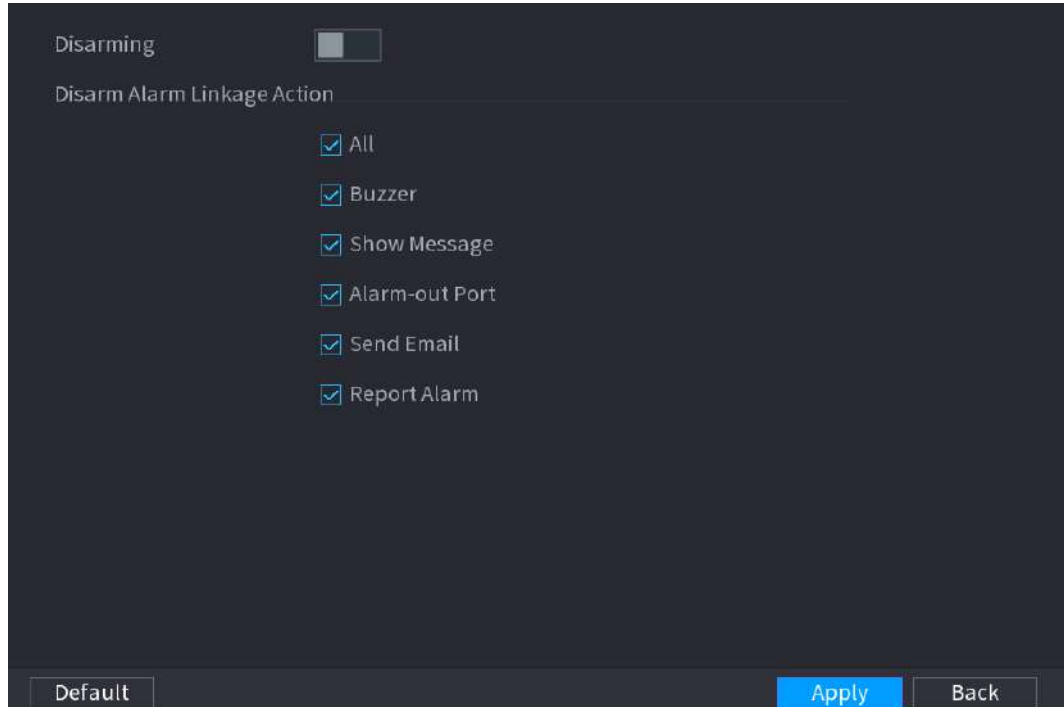 Disarming
Disarm Alarm Linkage Action
All
Buzzer
Show Message
Alarm-out Port
Send Email
Report Alarm
Default Apply Back